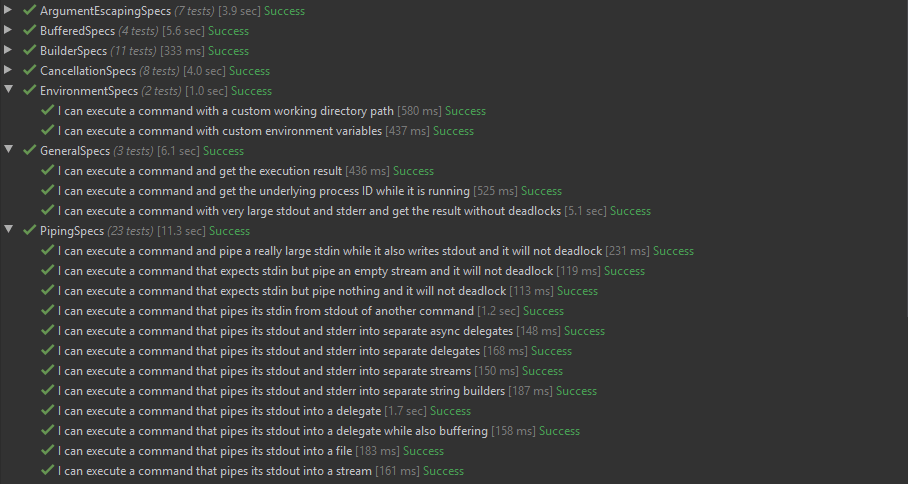 ArgumentEscapingSpecs (7 tests) [3.9 sec] Success
BufferedSpecs (4 tests) [5.6 sec] Success
BuilderSpecs (11 tests) [333 ms] Success
CancellationSpecs (8 tests) [4.0 sec] Success
EnvironmentSpecs (2 tests) [1.0 sec] Success
I can execute a command with a custom working directory path [580 ms] Success
I can execute a command with custom environment variables [437 ms] Success
GeneralSpecs (3 tests) [6.1 sec] Success
I can execute a command and get the execution result [436 ms] Success
I can execute a command and get the underlying process ID while it is running [525 ms] Success
I can execute a command with very large stdout and stderr and get the result without deadlocks [5.1 sec] Success
PipingSpecs (23 tests) [11.3 sec] Success
I can execute a command and pipe a really large stdin while it also writes stdout and it will not deadlock [231 ms] Success
I can execute a command that expects stdin but pipe an empty stream and it will not deadlock [119 ms] Success
I can execute a command that expects stdin but pipe nothing and it will not deadlock [113 ms] Success
I can execute a command that pipes its stdin from stdout of another command [1.2 sec] Success
I can execute a command that pipes its stdout and stderr into separate async delegates [148 ms] Success
I can execute a command that pipes its stdout and stderr into separate delegates [168 ms] Success
I can execute a command that pipes its stdout and stderr into separate streams [150 ms] Success
I can execute a command that pipes its stdout and stderr into separate string builders [187 ms] Success
I can execute a command that pipes its stdout into a delegate [1.7 sec] Success
I can execute a command that pipes its stdout into a delegate while also buffering [158 ms] Success
I can execute a command that pipes its stdout into a file [183 ms] Success
I can execute a command that pipes its stdout into a stream [161 ms] Success